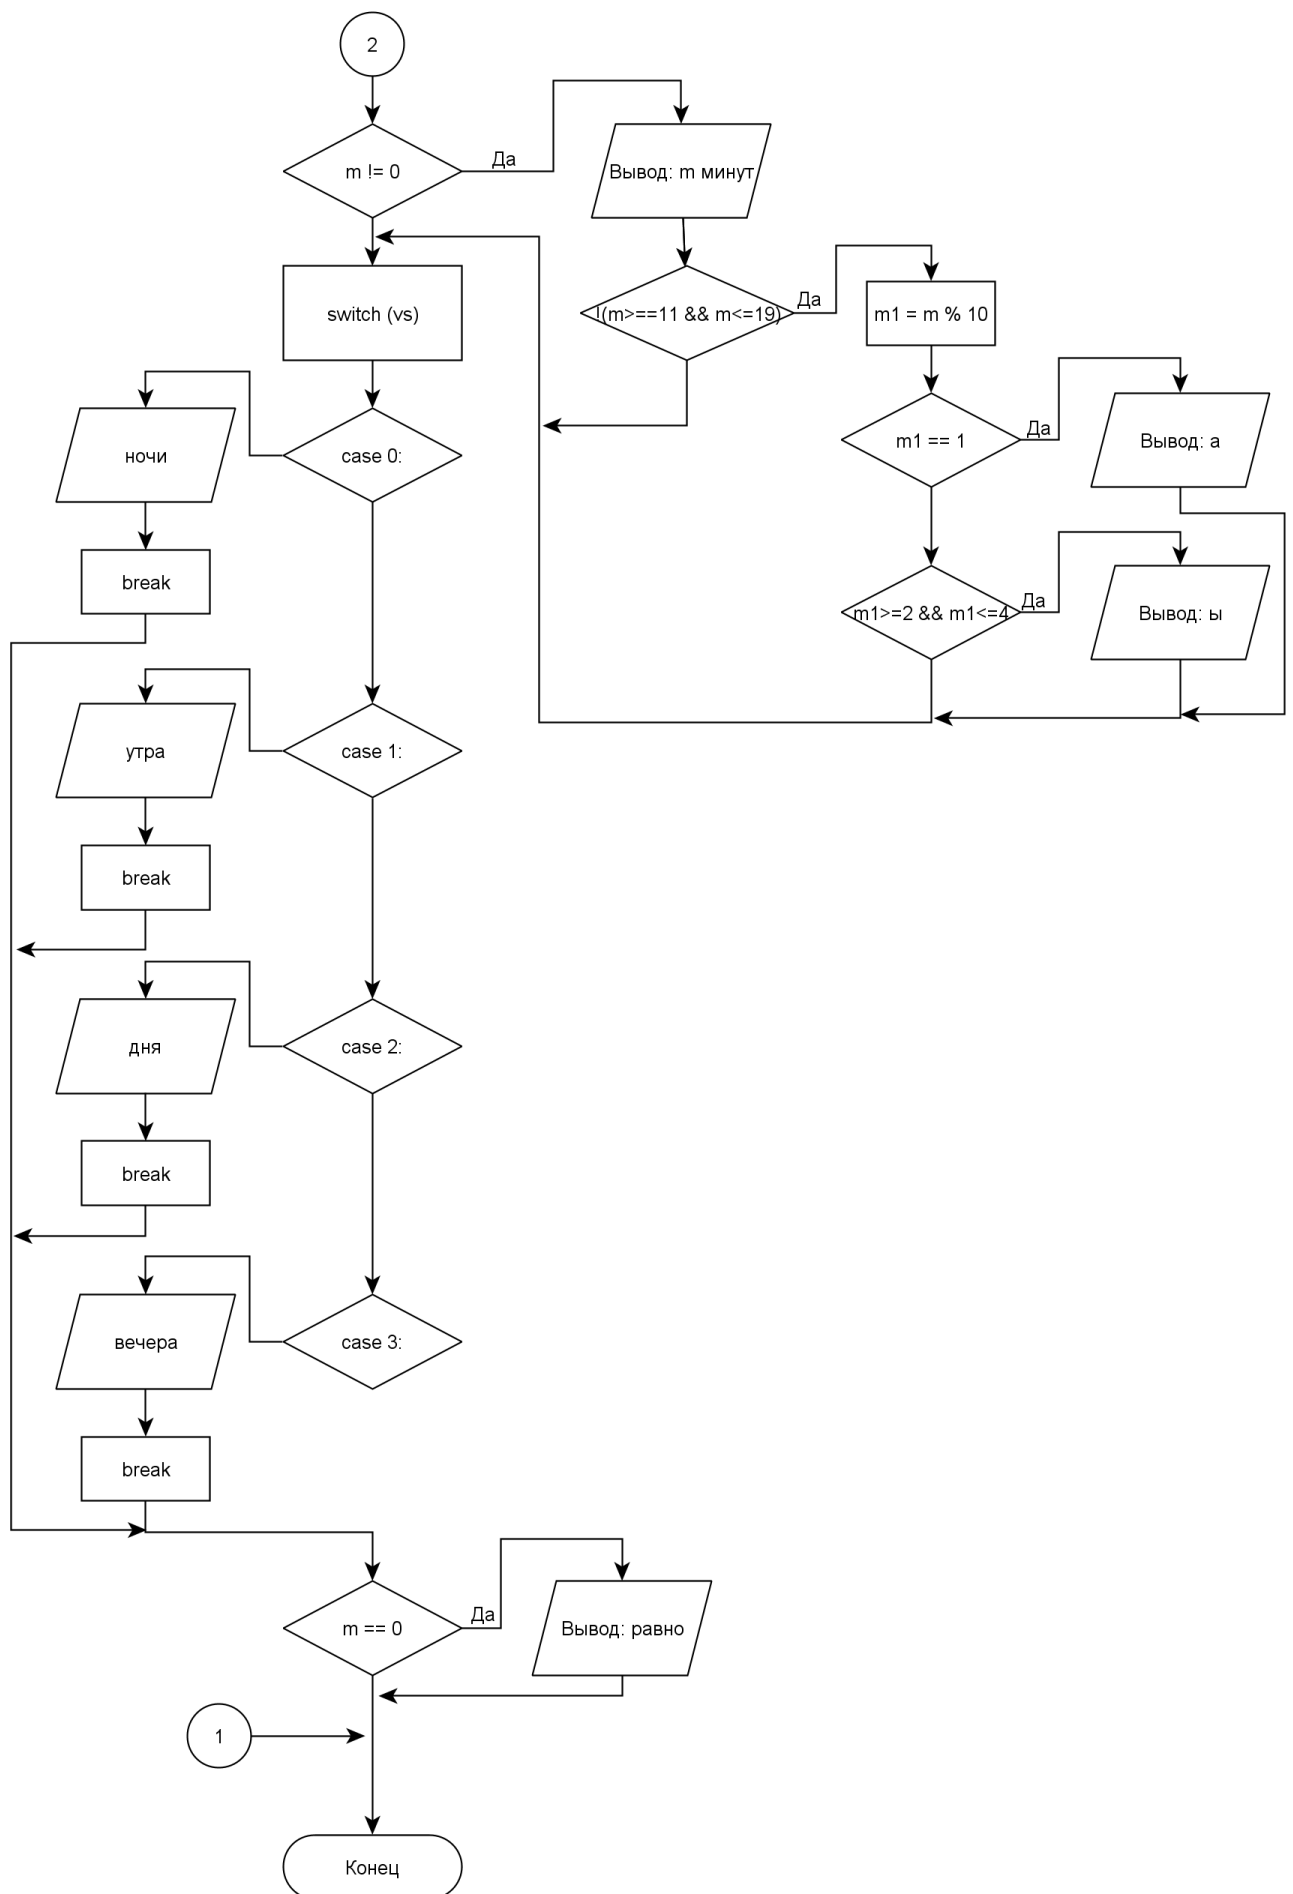 2
m != 0
Да
Вывод: m минут
switch (vs)
!(m>==11 && m<=19)
Да
m1 = m % 10
m1 == 1
Да
Вывод: а
m1>=2 && m1<=4
Да
Вывод: ы
case 0:
ночи
break
case 1:
утра
break
case 2:
дня
break
case 3:
вечера
break
m == 0
Да
Вывод: равно
1
Конец